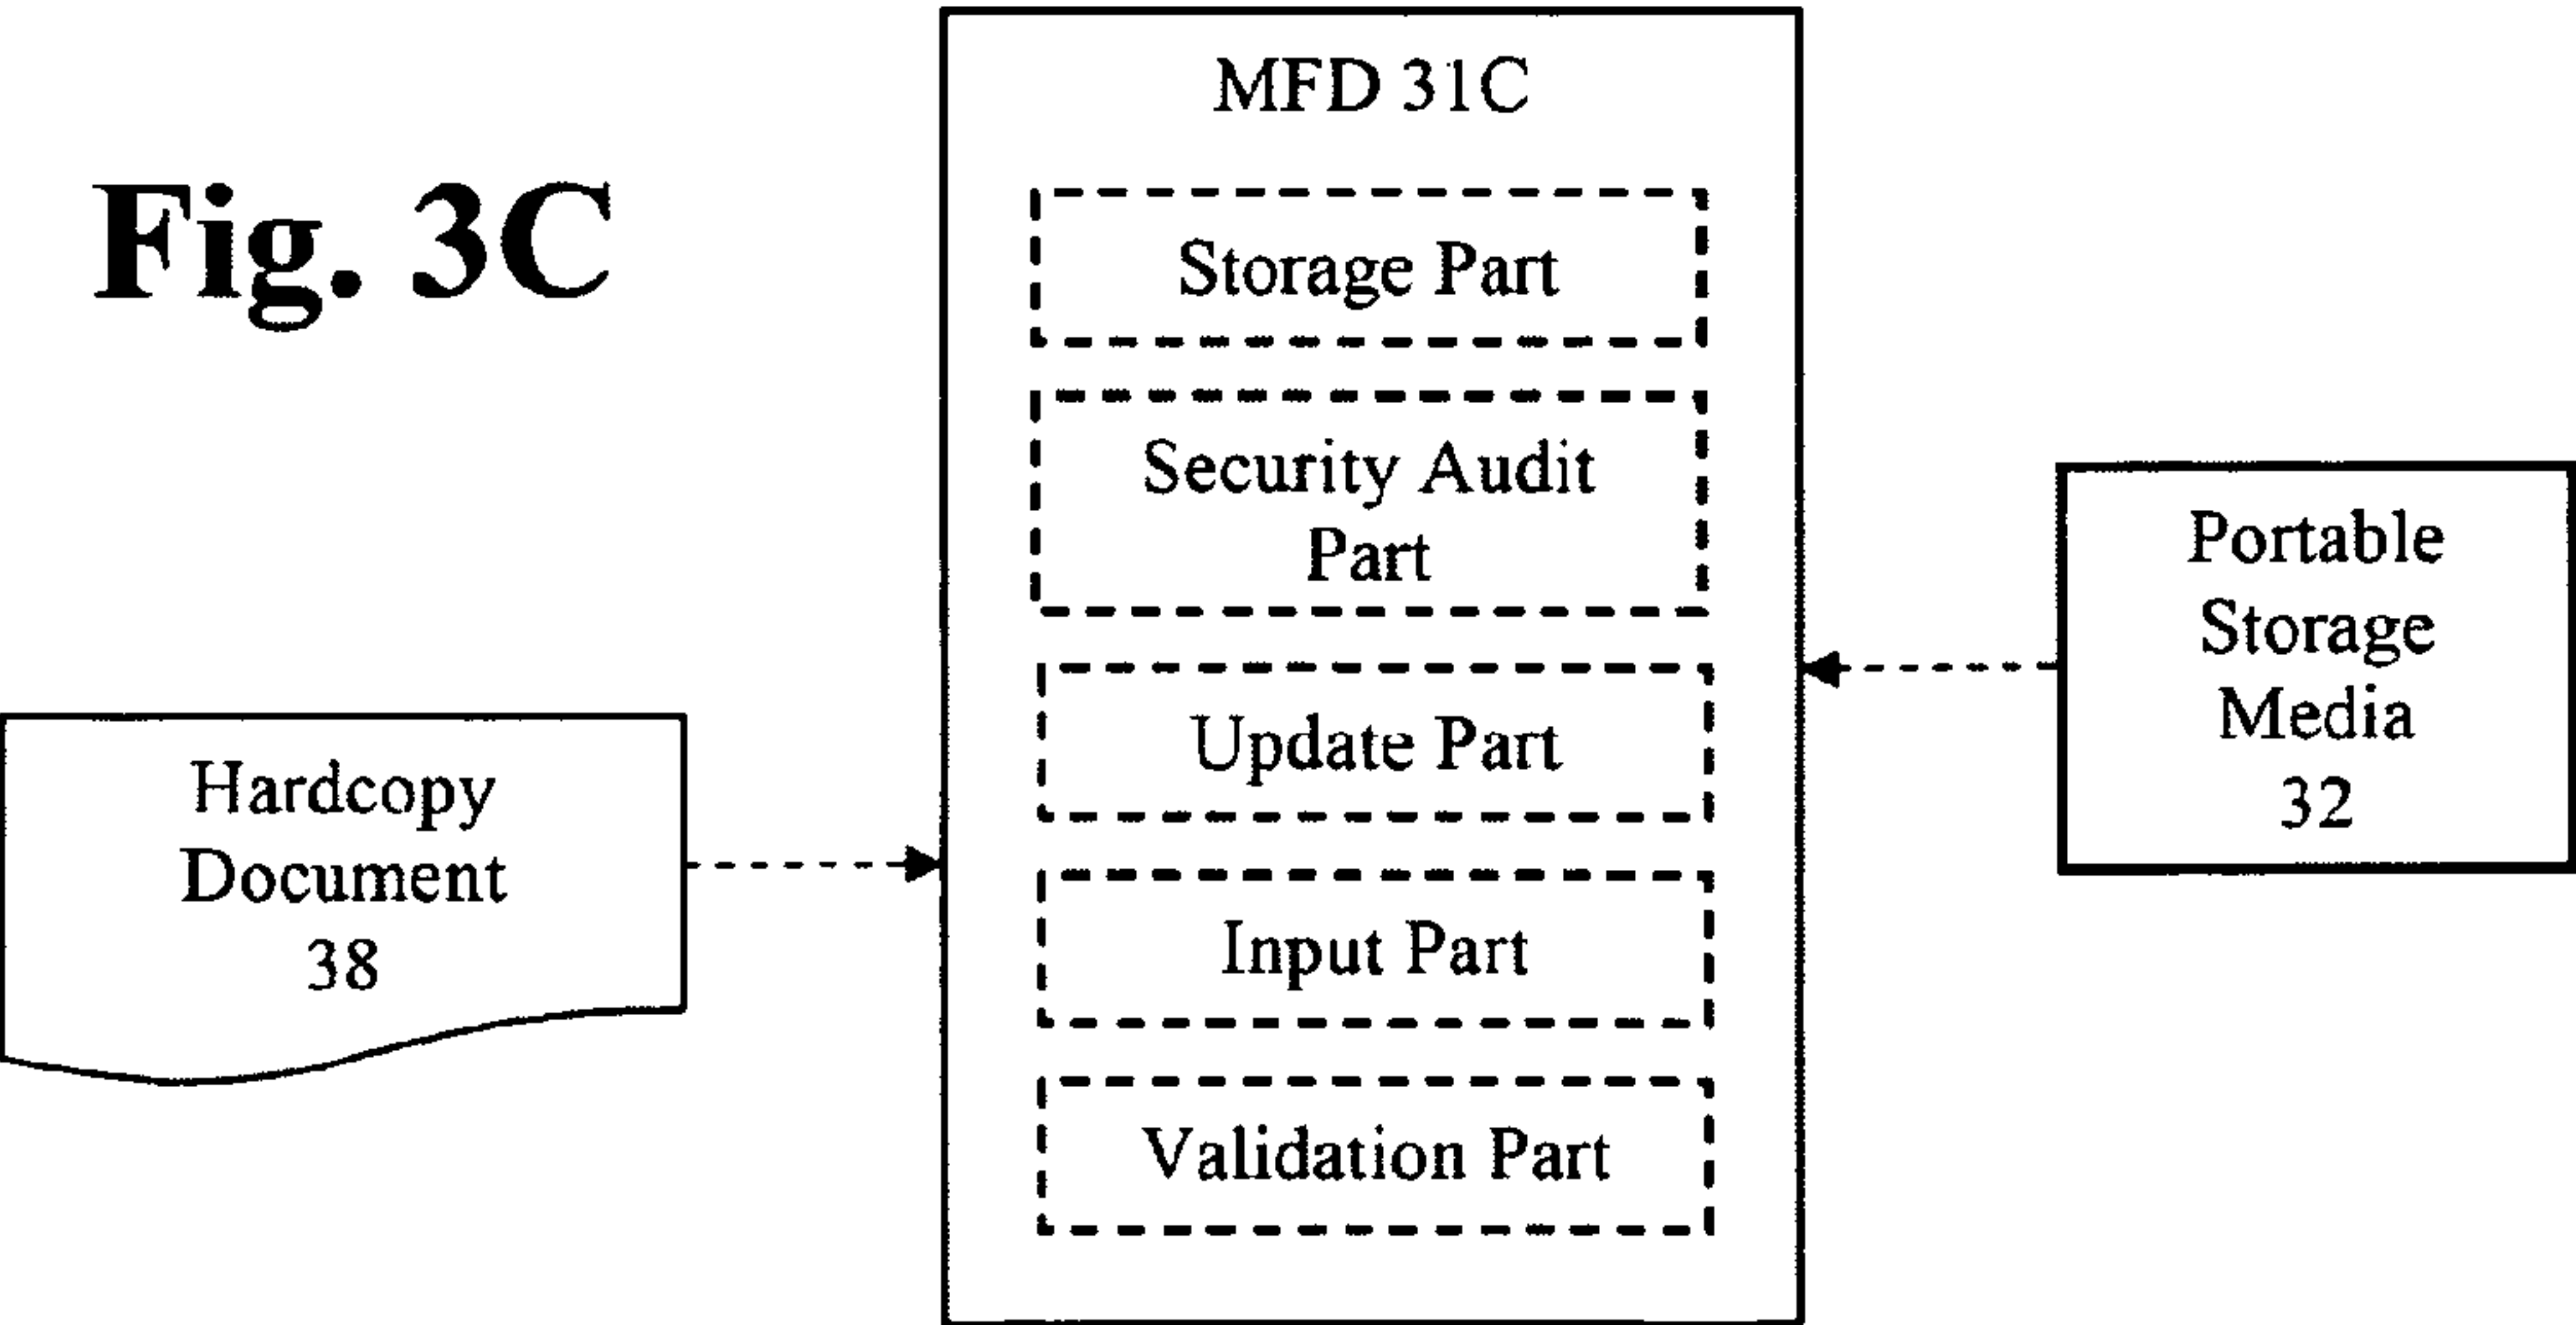 Fig. 3C
MFD 31C
Storage Part
Security Audit
Part
Update Part
Input Part
Validation Part
Hardcopy
Document
38
Portable
Storage
Media
32